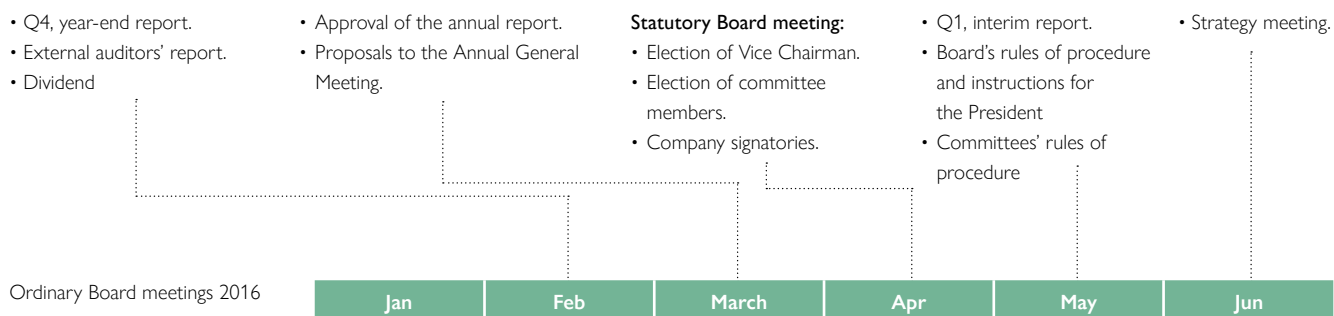 • Q4, year-end report.
• External auditors’ report.
• Dividend
• Approval of the annual report.
• Proposals to the Annual General
Meeting.
Statutory Board meeting:
• Election of Vice Chairman.
• Election of committee
members.
• Company signatories.
• Q1, interim report.
• Board’s rules of procedure
and instructions for
the President
• Committees’ rules of
procedure
• Strategy meeting.
Ordinary Board meetings 2016
Jan Feb March Apr May Jun